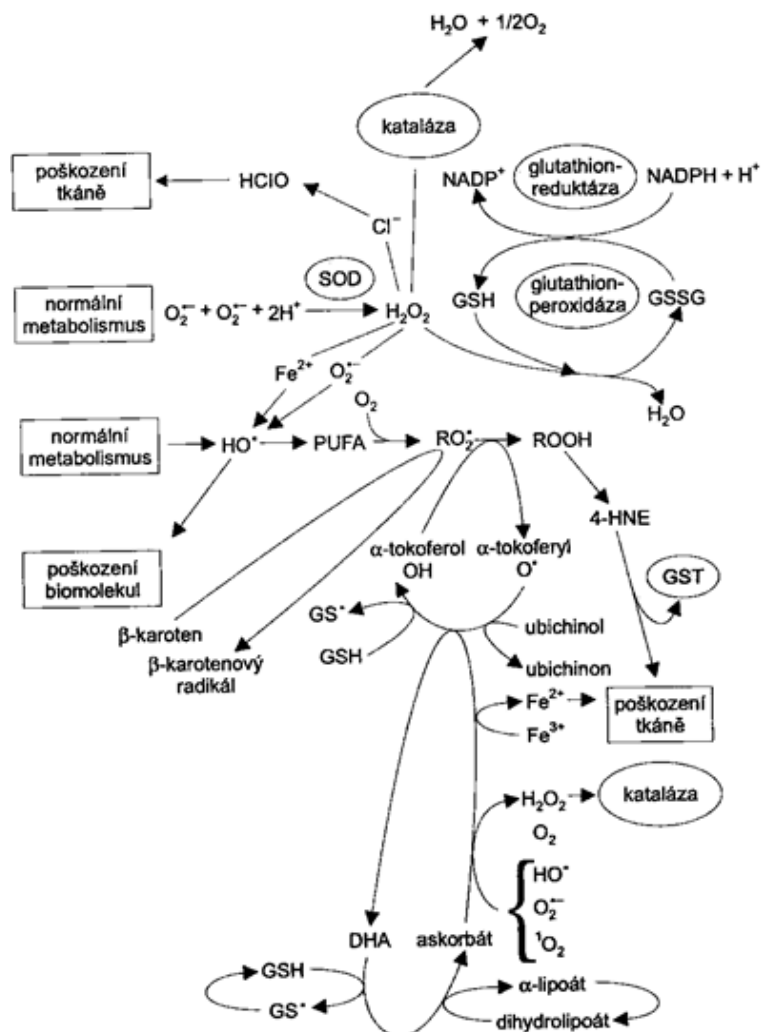 H₂O + 1/2O₂
kataláza
poškození
tkáně
HClO
Cl⁻
NADP⁺
glutathion-
reduktáza
NADPH + H⁺
normální
metabolismus
O₂•⁻ + O₂•⁻ + 2H⁺
SOD
H₂O₂
GSH
glutathion-
peroxidáza
GSSG
H₂O
Fe²⁺
O₂•⁻
O₂
normální
metabolismus
HO•
PUFA
RO₂•
ROOH
4-HNE
GST
poškození
biomolekul
α-tokoferol
OH
α-tokoferyl
O•
β-karoten
β-karotenový
radikál
GS•
GSH
ubichinol
ubichinon
Fe²⁺
Fe³⁺
poškození
tkáně
H₂O₂
kataláza
O₂
HO•
O₂•⁻
¹O₂
DHA
askorbát
GSH
GS•
α-lipoát
dihydrolipoát